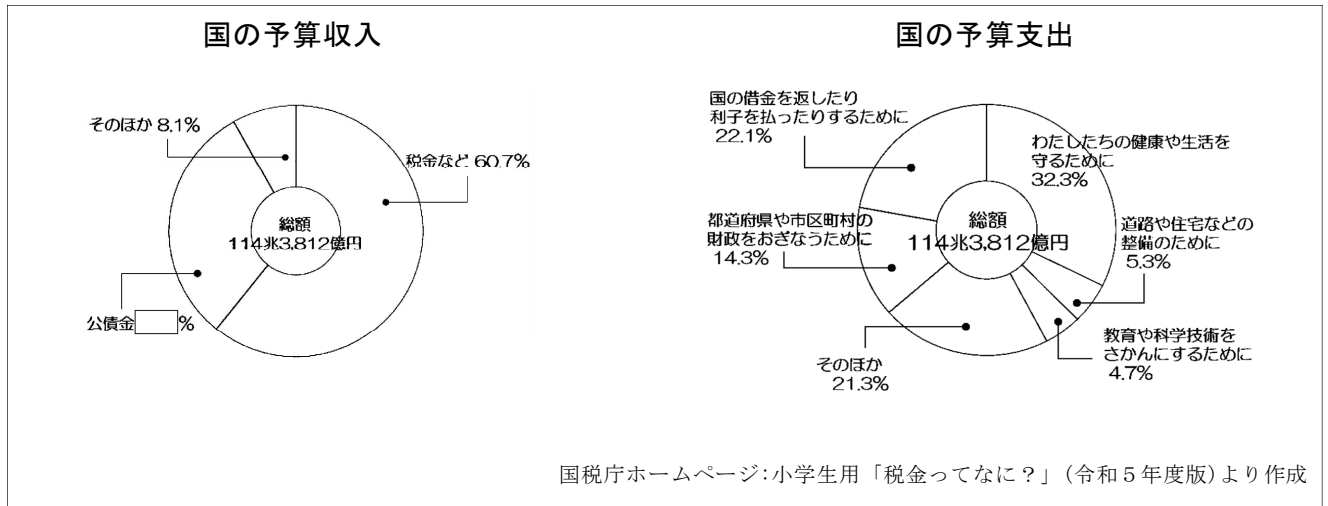 国の予算収入
そのほか 8.1%
税金など 60.7%
総額
114兆3,812億円
公債金 %
国の予算支出
国の借金を返したり
利子を払ったりするために
22.1%
わたしたちの健康や生活を
守るために
32.3%
都道府県や市区町村の
財政をおぎなうために
14.3%
総額
114兆3,812億円
道路や住宅などの
整備のために
5.3%
教育や科学技術を
さかんにするために
4.7%
そのほか
21.3%
国税庁ホームページ:小学生用「税金ってなに?」(令和5年度版)より作成